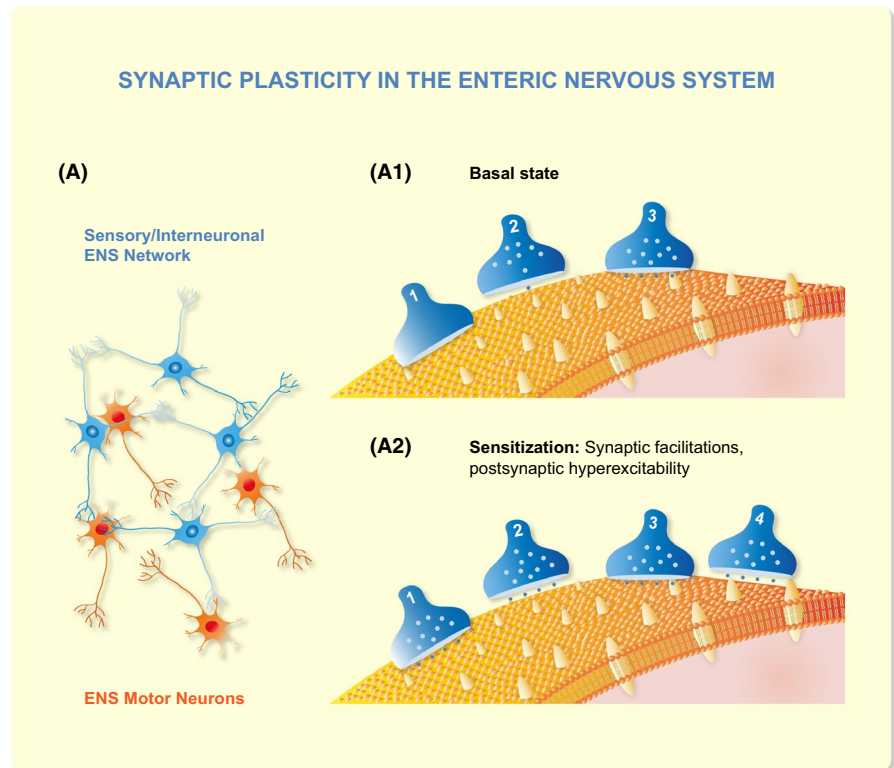 SYNAPTIC PLASTICITY IN THE ENTERIC NERVOUS SYSTEM
(A)
Sensory/Interneuronal
ENS Network
ENS Motor Neurons
(A1) Basal state
1
2
3
(A2) Sensitization: Synaptic facilitations,
postsynaptic hyperexcitability
1
2
3
4